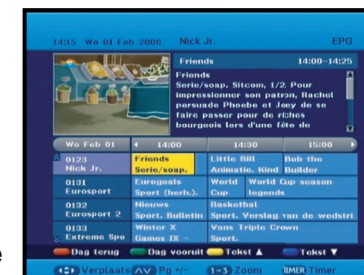 14:15 Wo 01 Feb 2006 Nick Jr. EPG
Friends 14:00-14:25
Friends
Serie/soap. Sitcom, 1/2. Pour
impressionner son patron, Rachel
persuade Phoebe et Joey de se
faire passer pour de riches
bourgeois lors d'une fête de
Wo Feb 01 14:00 14:30 15:00
0123 Friends Little Bill Bob the
Nick Jr. Serie/soap. Animatie. Kind Builder
0131 Eurogoals World World Cup season
Eurosport Sport (herh.). Cup Legends
0132 Nieuws Basketbal
Eurosport 2 Sport. Bulletin Sport. Verslag van de wedstri
0133 Winter X Vans Triple Crown
Extreme Spo Games IX - Sport.
Dag terug Dag vooruit Tekst ▲ Tekst ▼
Verplaats Pg +/- 1-3 Zoom TIMER Timer
e